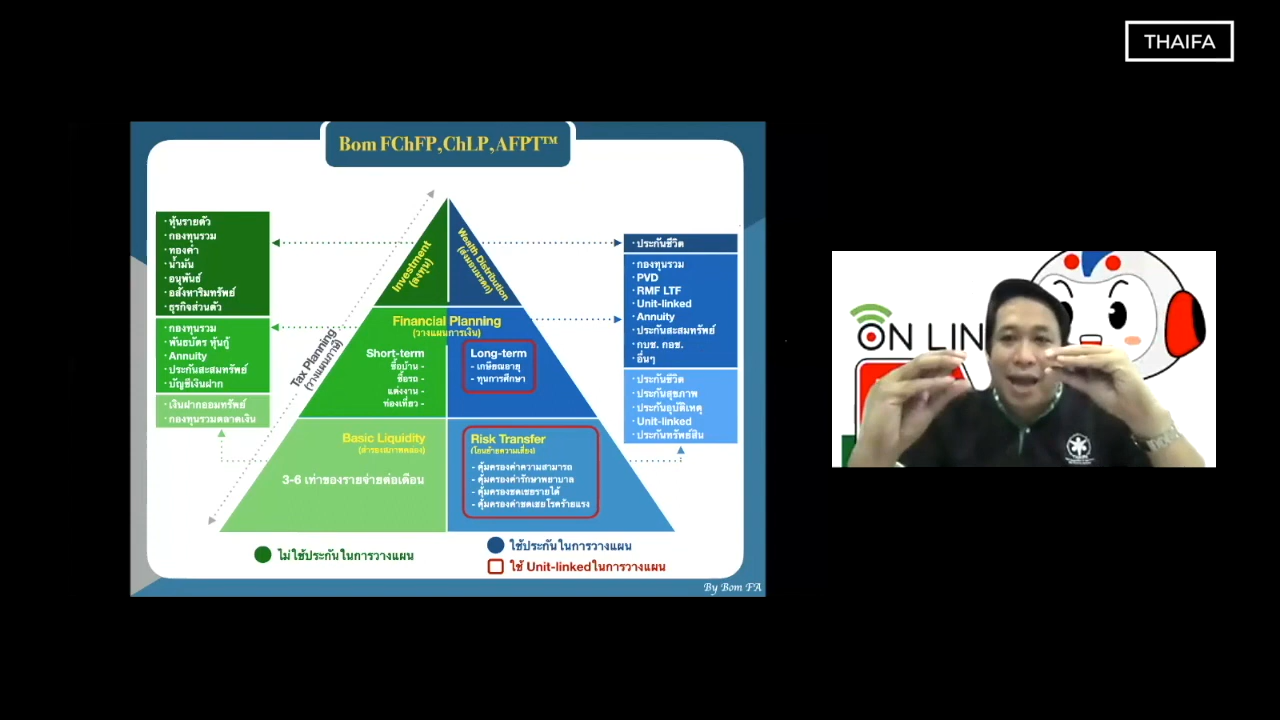 THAIFA
Bom FChFP,ChLP,AFPT™
· หุ้นรายตัว
· กองทุนรวม
· ทองคำ
· น้ำมัน
· อนุพันธ์
· อสังหาริมทรัพย์
· ธุรกิจส่วนตัว
· กองทุนรวม
· พันธบัตร หุ้นกู้
· Annuity
· ประกันสะสมทรัพย์
· บัญชีเงินฝาก
· เงินฝากออมทรัพย์
· กองทุนรวมตลาดเงิน
Tax Planning
(วางแผนภาษี)
Investment
(ลงทุน)
Wealth Distribution
(ส่งมอบมรดก)
Financial Planning
(วางแผนการเงิน)
Short-term
ซื้อบ้าน -
ซื้อรถ -
แต่งงาน -
ท่องเที่ยว -
Long-term
- เกษียณอายุ
- ทุนการศึกษา
Basic Liquidity
(สำรองสภาพคล่อง)
3-6 เท่าของรายจ่ายต่อเดือน
Risk Transfer
(โอนย้ายความเสี่ยง)
- คุ้มครองค่าความสามารถ
- คุ้มครองค่ารักษาพยาบาล
- คุ้มครองชดเชยรายได้
- คุ้มครองค่าชดเชยโรคร้ายแรง
· ประกันชีวิต
· กองทุนรวม
· PVD
· RMF LTF
· Unit-linked
· Annuity
· ประกันสะสมทรัพย์
· กบข. กอช.
· อื่นๆ
· ประกันชีวิต
· ประกันสุขภาพ
· ประกันอุบัติเหตุ
· Unit-linked
· ประกันทรัพย์สิน
ไม่ใช้ประกันในการวางแผน
ใช้ประกันในการวางแผน
ใช้ Unit-linked ในการวางแผน
By Bom FA
ON LIN